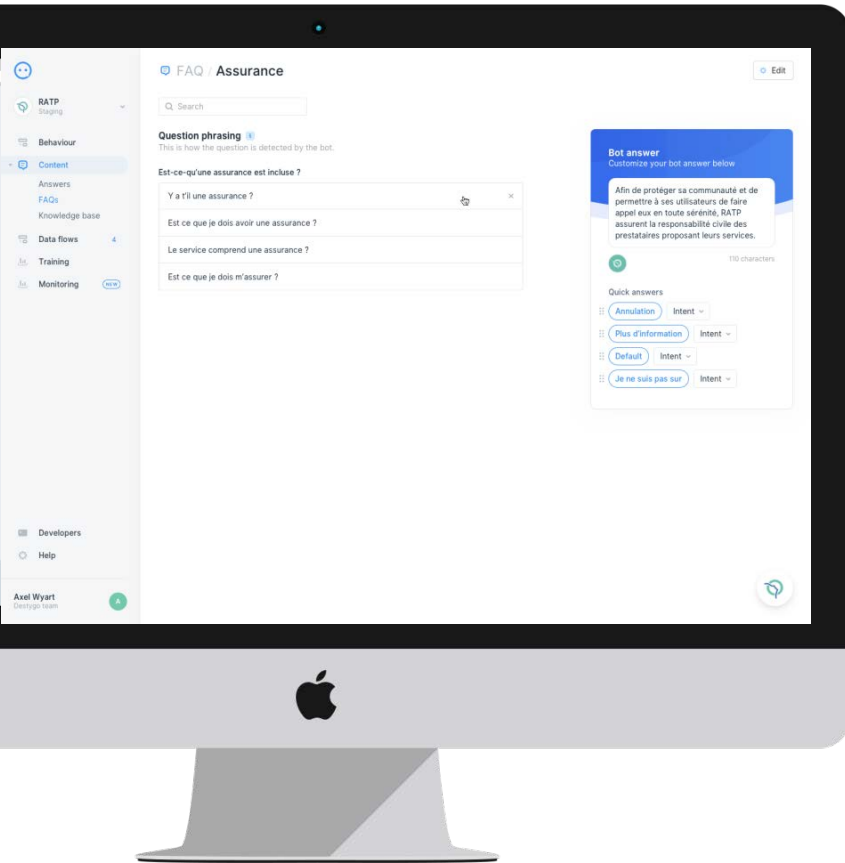 FAQ / Assurance
Edit
RATP
Staging
Search
Behaviour
Content
Answers
FAQs
Knowledge base
Data flows 4
Training
Monitoring NEW
Developers
Help
Axel Wyart
Destygo team
A
Question phrasing
This is how the question is detected by the bot.
Est-ce-qu'une assurance est incluse ?
Y a t'il une assurance ?
Est ce que je dois avoir une assurance ?
Le service comprend une assurance ?
Est ce que je dois m'assurer ?
Bot answer
Customize your bot answer below
Afin de protéger sa communauté et de
permettre à ses utilisateurs de faire
appel eux en toute sérénité, RATP
assurent la responsabilité civile des
prestataires proposant leurs services.
110 characters
Quick answers
Annulation Intent
Plus d'information Intent
Default Intent
Je ne suis pas sur Intent